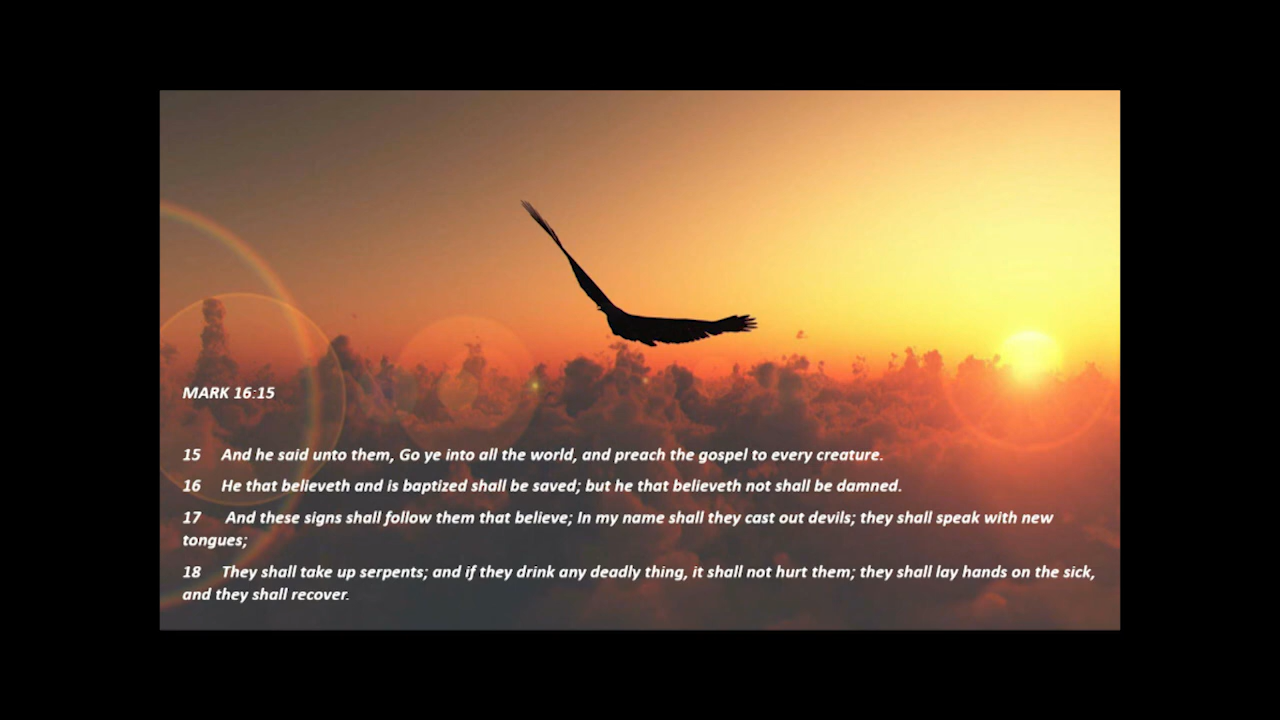 MARK 16:15
15 And he said unto them, Go ye into all the world, and preach the gospel to every creature.
16 He that believeth and is baptized shall be saved; but he that believeth not shall be damned.
17 And these signs shall follow them that believe; In my name shall they cast out devils; they shall speak with new
tongues;
18 They shall take up serpents; and if they drink any deadly thing, it shall not hurt them; they shall lay hands on the sick,
and they shall recover.